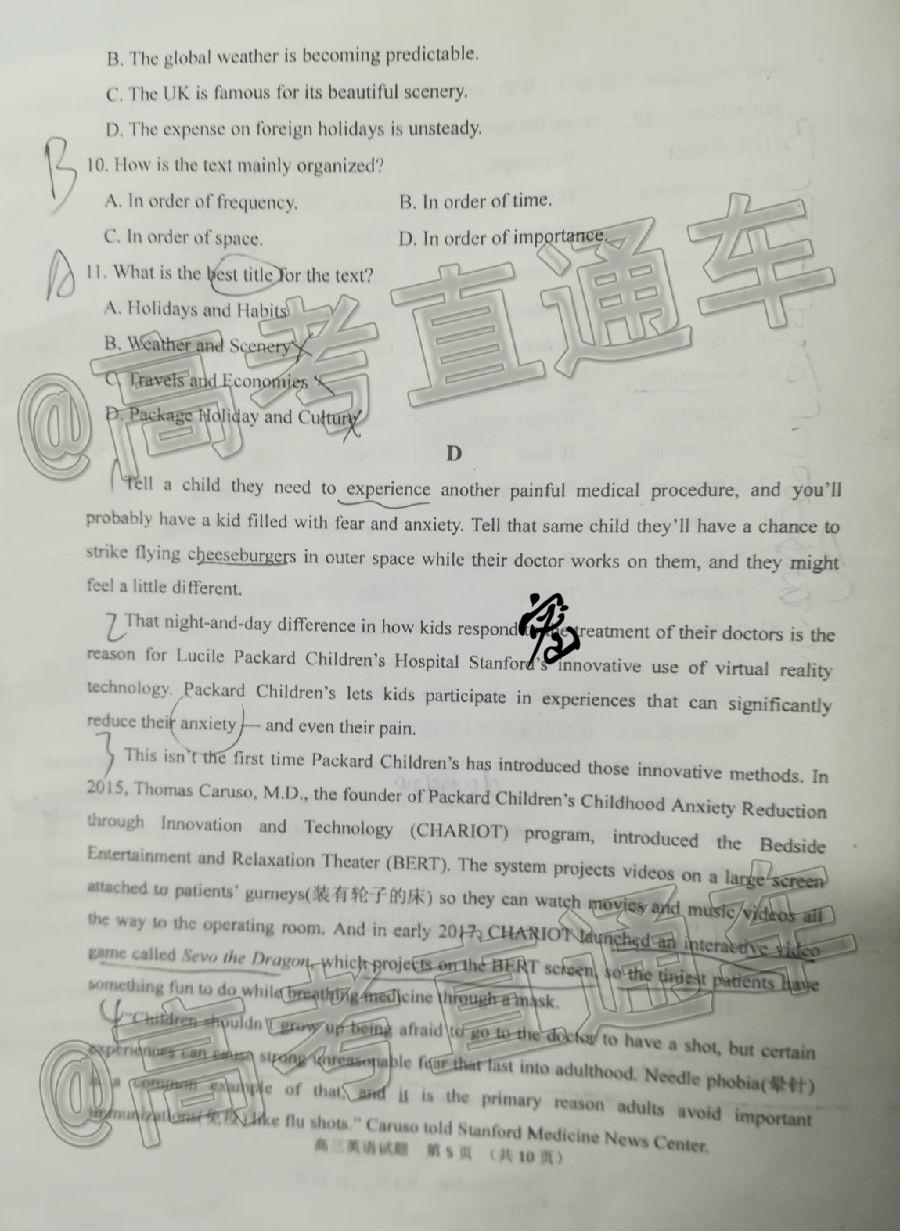 B. The global weather is becoming predictable.
C. The UK is famous for its beautiful scenery.
D. The expense on foreign holidays is unsteady.
B
10. How is the text mainly organized?
A. In order of frequency.
B. In order of time.
C. In order of space.
D. In order of importance.
11. What is the best title for the text?
A. Holidays and Habits
B. Weather and Scenery
C. Travels and Economies
D. Package Holiday and Culture
@高考直通车
D
1 Tell a child they need to experience another painful medical procedure, and you'll
probably have a kid filled with fear and anxiety. Tell that same child they'll have a chance to
strike flying cheeseburgers in outer space while their doctor works on them, and they might
feel a little different.
2 That night-and-day difference in how kids respond treatment of their doctors is the
reason for Lucile Packard Children's Hospital Stanford's innovative use of virtual reality
technology. Packard Children's lets kids participate in experiences that can significantly
reduce their anxiety — and even their pain.
3 This isn't the first time Packard Children's has introduced those innovative methods. In
2015, Thomas Caruso, M.D., the founder of Packard Children's Childhood Anxiety Reduction
through Innovation and Technology (CHARIOT) program, introduced the Bedside
Entertainment and Relaxation Theater (BERT). The system projects videos on a large screen
attached to patients' gurneys(装有轮子的床) so they can watch movies and music videos all
the way to the operating room. And in early 2017, CHARIOT launched an interactive video
game called Sevo the Dragon, which projects on the BERT screen, so the tiniest patients have
something fun to do while breathing medicine through a mask.
4 "Children shouldn't grow up being afraid to go to the doctor to have a shot, but certain
experiences can cause strong unreasonable fear that last into adulthood. Needle phobia(晕针)
a common example of that, and it is the primary reason adults avoid important
immunizations(免疫) like flu shots." Caruso told Stanford Medicine News Center.
@高考直通车
高三英语试题 第 5 页 （共 10 页）